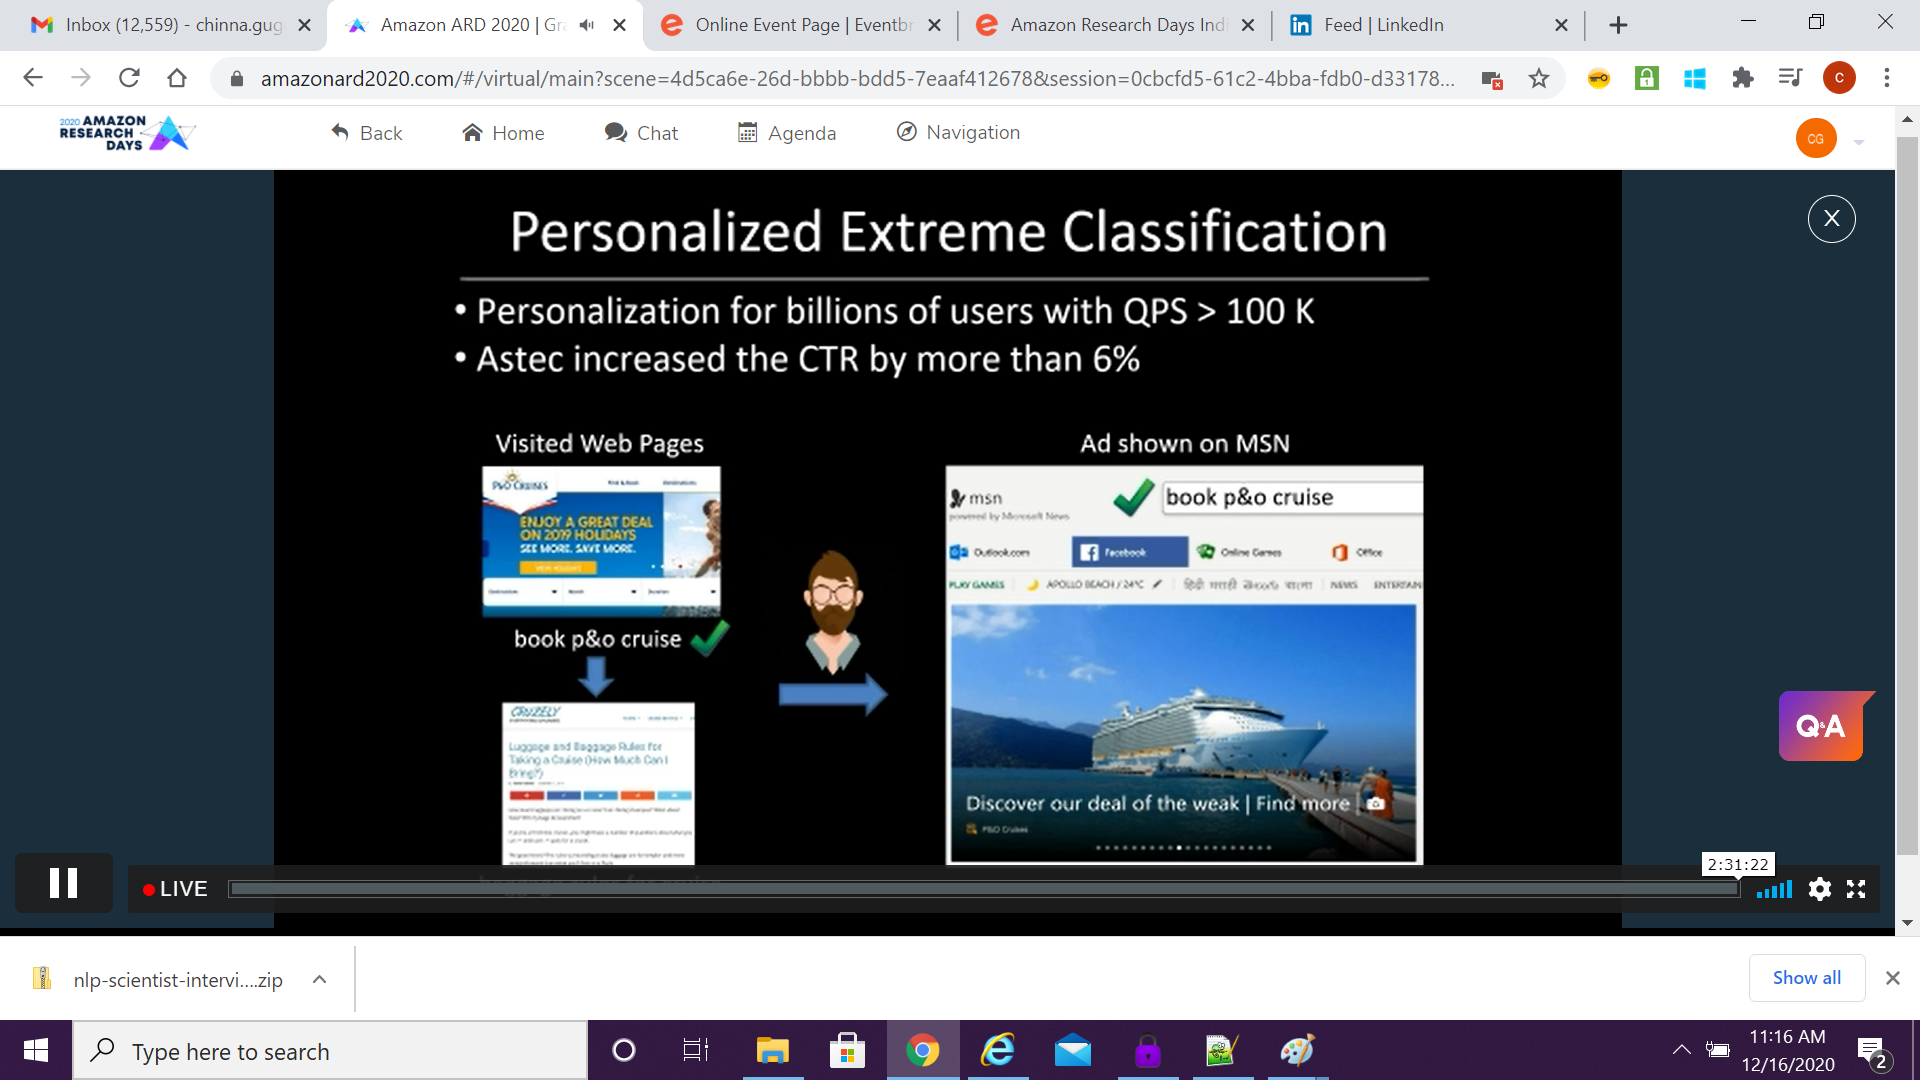 Inbox (12,559) - chinna.gug
Amazon ARD 2020 | Gra
Online Event Page | Eventbr
Amazon Research Days Indi
Feed | LinkedIn
amazonard2020.com/#/virtual/main?scene=4d5ca6e-26d-bbbb-bdd5-7eaaf412678&session=0cbcfd5-61c2-4bba-fdb0-d33178...
C
2020 AMAZON
RESEARCH
DAYS
Back
Home
Chat
Agenda
Navigation
CG
X
Personalized Extreme Classification
• Personalization for billions of users with QPS > 100 K
• Astec increased the CTR by more than 6%
Visited Web Pages
Ad shown on MSN
P&O CRUISES
ENJOY A GREAT DEAL
ON 2019 HOLIDAYS
SEE MORE. SAVE MORE.
book p&o cruise
CRUZELY
Luggage and Baggage Rules for
Taking a Cruise (How Much Can I
Bring?)
msn
powered by Microsoft News
book p&o cruise
Outlook.com
Facebook
Online Games
Office
PLAY GAMES
APOLLO BEACH / 24°C
हिंदी मराठी తెలుగు বাংলা
NEWS
ENTERTAIN
Discover our deal of the weak | Find more
P&O Cruises
Q&A
LIVE
2:31:22
nlp-scientist-intervi....zip
Show all
Type here to search
11:16 AM
12/16/2020
2